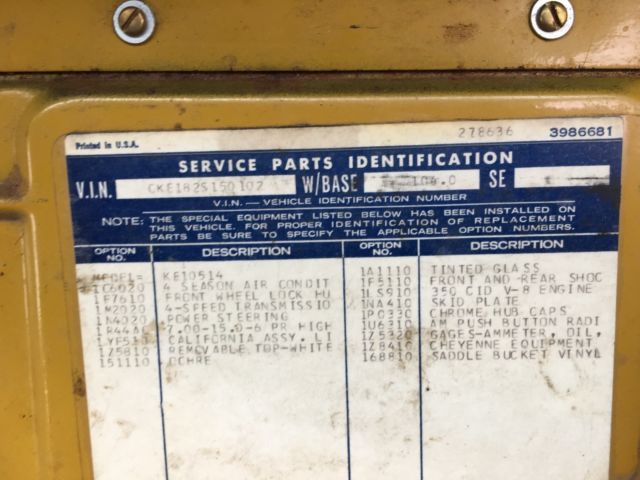 278636 3986681
Printed in U.S.A.
SERVICE PARTS IDENTIFICATION
V.I.N. CKE182S150102 W/BASE 104.0 SE
V.I.N. — VEHICLE IDENTIFICATION NUMBER
NOTE: THE SPECIAL EQUIPMENT LISTED BELOW HAS BEEN INSTALLED ON
THIS VEHICLE. FOR PROPER IDENTIFICATION OF REPLACEMENT
PARTS BE SURE TO SPECIFY THE APPLICABLE OPTION NUMBERS.
OPTION NO. DESCRIPTION OPTION NO. DESCRIPTION
MODEL= KE10514
1C6020 4 SEASON AIR CONDIT
1F7610 FRONT WHEEL LOCK HU
1M2020 4-SPEED TRANSMISSIO
1N4020 POWER STEERING
1R44A0 7.00-15.0-6 PR HIGH
1YF510 CALIFORNIA ASSY. LI
1Z5810 REMOVABLE TOP-WHITE
151110 OCHRE
1A1110 TINTED GLASS
1F5110 FRONT AND REAR SHOC
1LS910 350 CID V-8 ENGINE
1NA410 SKID PLATE
1P0330 CHROME HUB CAPS
1U6310 AM PUSH BUTTON RADI
1Z5320 GAGES-AMMETER, OIL,
1Z8410 CHEYENNE EQUIPMENT
168810 SADDLE BUCKET VINYL